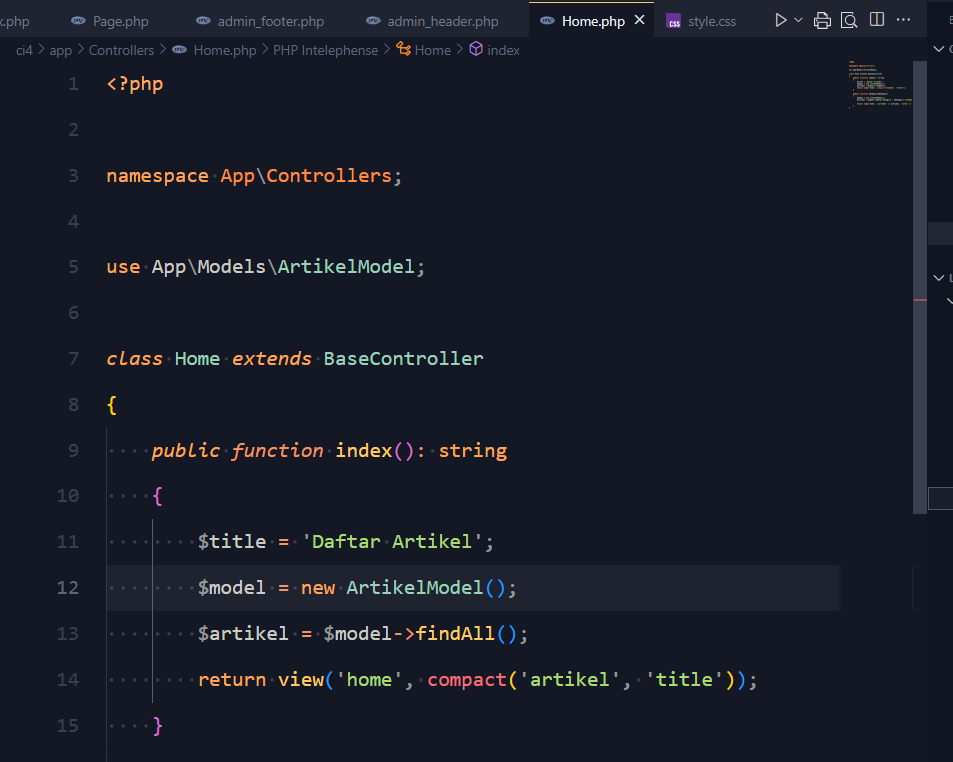 .php Page.php admin_footer.php admin_header.php Home.php style.css
ci4 > app > Controllers > Home.php > PHP Intelephense > Home > index
1 <?php
2
3 namespace App\Controllers;
4
5 use App\Models\ArtikelModel;
6
7 class Home extends BaseController
8 {
9 public function index(): string
10 {
11 $title = 'Daftar Artikel';
12 $model = new ArtikelModel();
13 $artikel = $model->findAll();
14 return view('home', compact('artikel', 'title'));
15 }